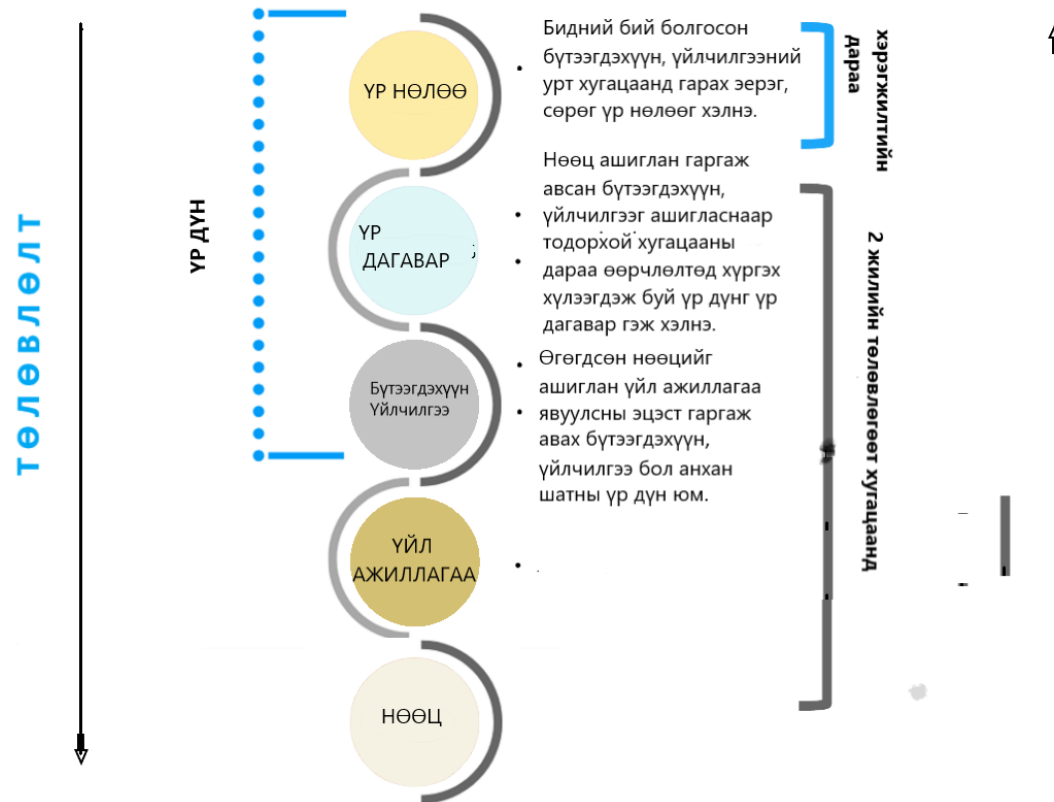 ТӨЛӨВЛӨЛТ
ҮР ДҮН
ҮР НӨЛӨӨ
Бидний бий болгосон
бүтээгдэхүүн, үйлчилгээний
урт хугацаанд гарах эерэг,
сөрөг үр нөлөөг хэлнэ.
хэрэгжилтийн
дараа
ҮР
ДАГАВАР
Нөөц ашиглан гаргаж
авсан бүтээгдэхүүн,
үйлчилгээг ашигласнаар
тодорхой хугацааны
дараа өөрчлөлтөд хүргэх
хүлээгдэж буй үр дүнг үр
дагавар гэж хэлнэ.
2 жилийн төлөвлөгөөт хугацаанд
Бүтээгдэхүүн
Үйлчилгээ
Өгөгдсөн нөөцийг
ашиглан үйл ажиллагаа
явуулсны эцэст гаргаж
авах бүтээгдэхүүн,
үйлчилгээ бол анхан
шатны үр дүн юм.
ҮЙЛ
АЖИЛЛАГАА
НӨӨЦ